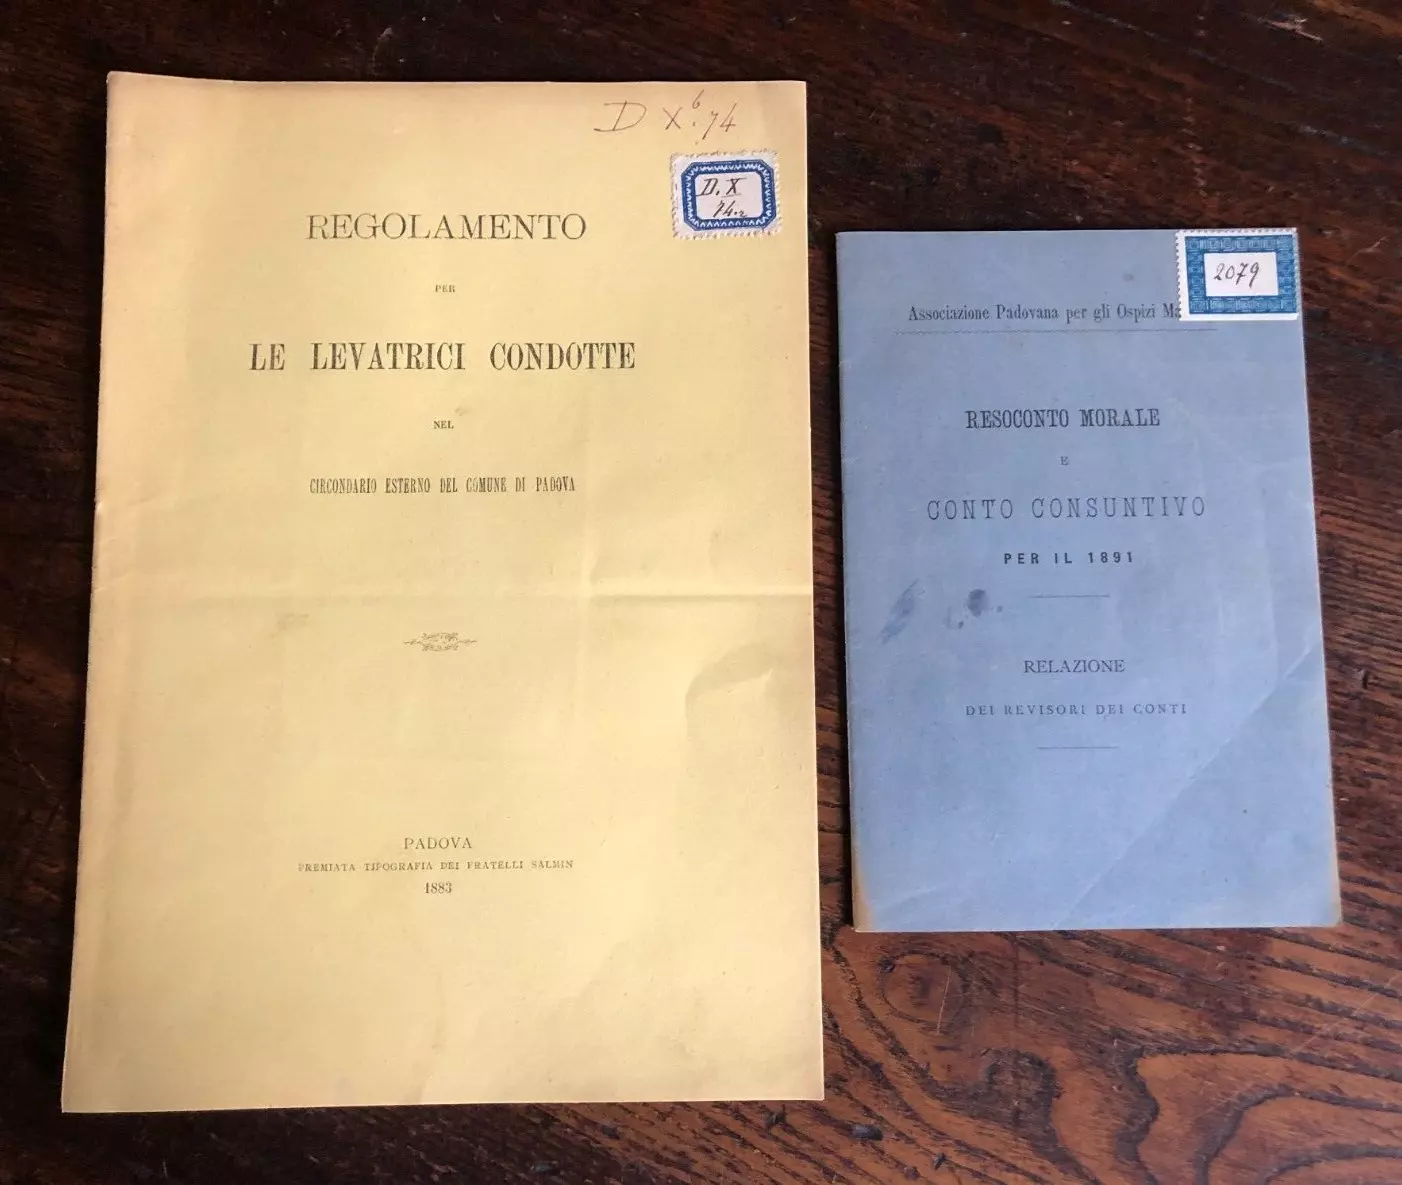 D X.⁶ 74
D. X
74.2
REGOLAMENTO
PER
LE LEVATRICI CONDOTTE
NEL
CIRCONDARIO ESTERNO DEL COMUNE DI PADOVA
PADOVA
PREMIATA TIPOGRAFIA DEI FRATELLI SALMIN
1883
2079
Associazione Padovana per gli Ospizi
RESOCONTO MORALE
E
CONTO CONSUNTIVO
PER IL 1891
RELAZIONE
DEI REVISORI DEI CONTI